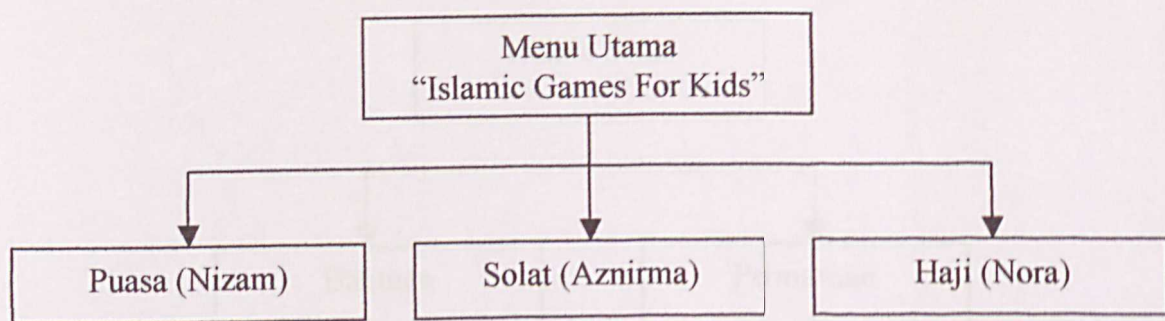 Menu Utama
“Islamic Games For Kids”
Puasa (Nizam)
Solat (Aznirma)
Haji (Nora)